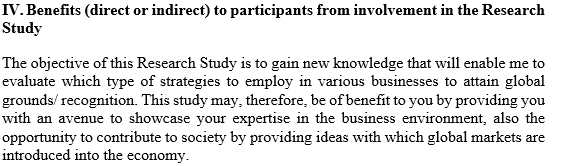 IV. Benefits (direct or indirect) to participants from involvement in the Research
Study
The objective of this Research Study is to gain new knowledge that will enable me to
evaluate which type of strategies to employ in various businesses to attain global
grounds/ recognition. This study may, therefore, be of benefit to you by providing you
with an avenue to showcase your expertise in the business environment, also the
opportunity to contribute to society by providing ideas with which global markets are
introduced into the economy.